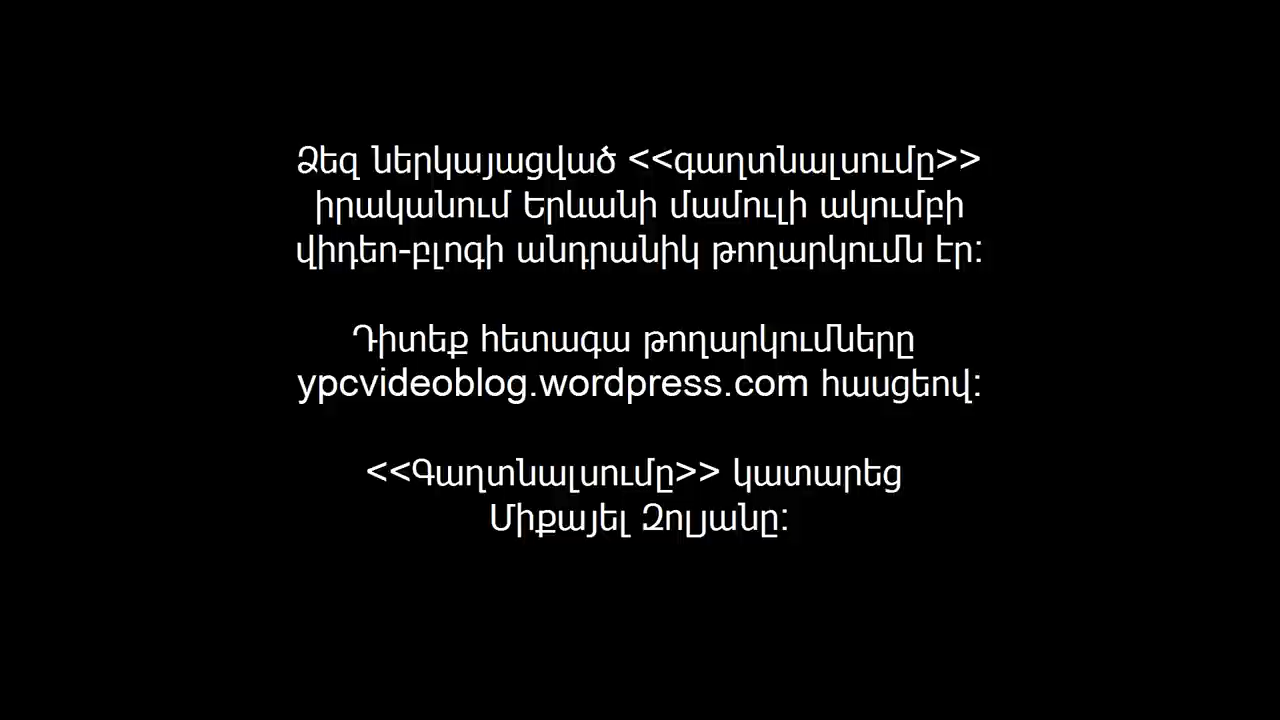 Ձեզ ներկայացված <<գաղտնալսումը>>
իրականում Երևանի մամուլի ակումբի
վիդեո-բլոգի անդրանիկ թողարկումն էր:
Դիտեք հետագա թողարկումները
ypcvideoblog.wordpress.com հասցեով:
<<Գաղտնալսումը>> կատարեց
Միքայել Զոլյանը: